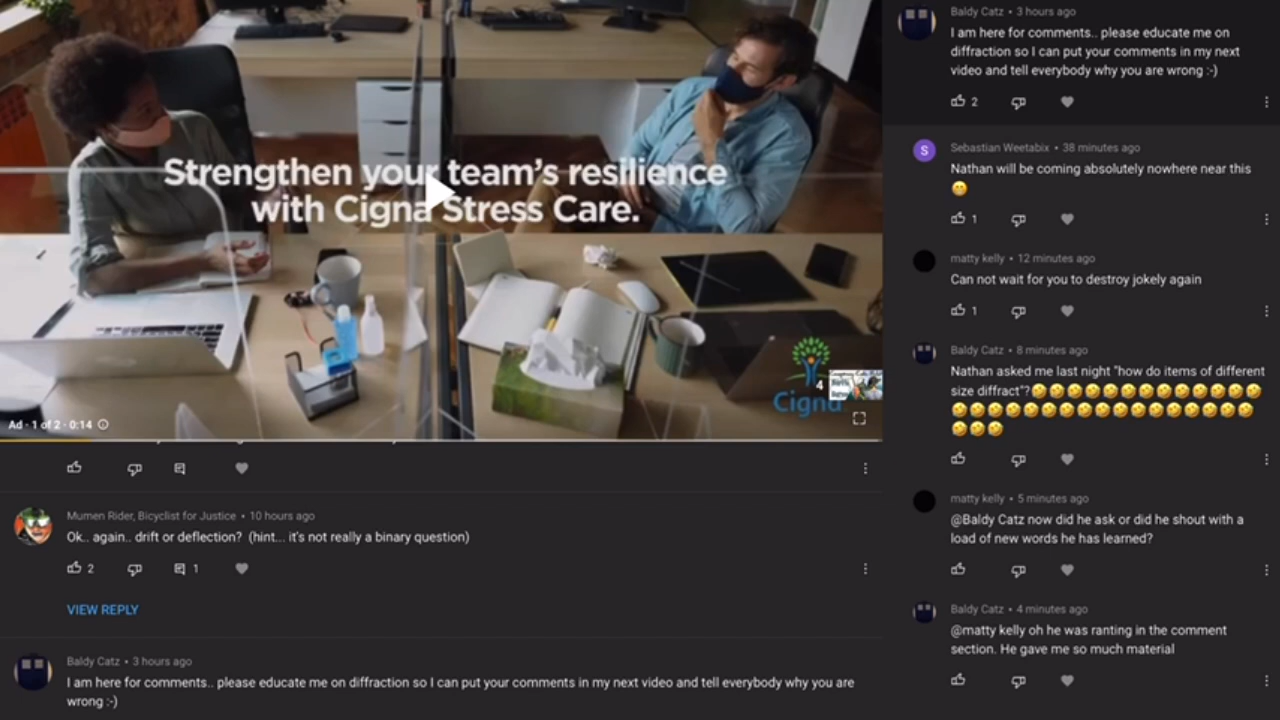 Strengthen your team's resilience
with Cigna Stress Care.
4
Cigna
Ad · 1 of 2 · 0:14
Mumen Rider, Bicyclist for Justice • 10 hours ago
Ok.. again.. drift or deflection? (hint... it's not really a binary question)
2
1
VIEW REPLY
Baldy Catz • 3 hours ago
I am here for comments.. please educate me on diffraction so I can put your comments in my next video and tell everybody why you are
wrong :-)
Baldy Catz • 3 hours ago
I am here for comments.. please educate me on
diffraction so I can put your comments in my next
video and tell everybody why you are wrong :-)
2
S
Sebastian Weetabix • 38 minutes ago
Nathan will be coming absolutely nowhere near this
😬
1
matty kelly • 12 minutes ago
Can not wait for you to destroy jokely again
1
Baldy Catz • 8 minutes ago
Nathan asked me last night "how do items of different
size diffract"?🤣🤣🤣🤣🤣🤣🤣🤣🤣🤣🤣🤣🤣
🤣🤣🤣🤣🤣🤣🤣🤣🤣🤣🤣🤣🤣🤣🤣🤣🤣
🤣🤣🤣
matty kelly • 5 minutes ago
@Baldy Catz now did he ask or did he shout with a
load of new words he has learned?
Baldy Catz • 4 minutes ago
@matty kelly oh he was ranting in the comment
section. He gave me so much material